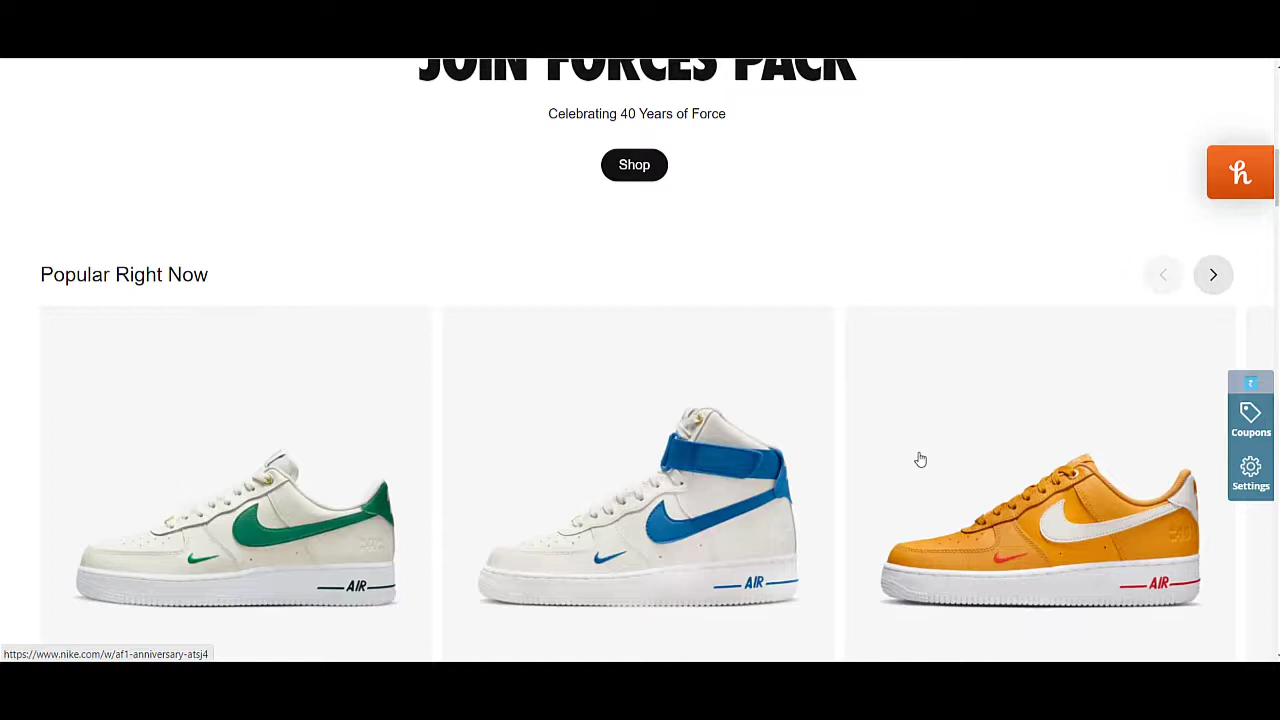 JOIN FORCES PACK
Celebrating 40 Years of Force
Shop
h
Popular Right Now
Coupons
Settings
AIR
AIR
AIR
https://www.nike.com/w/af1-anniversary-atsj4